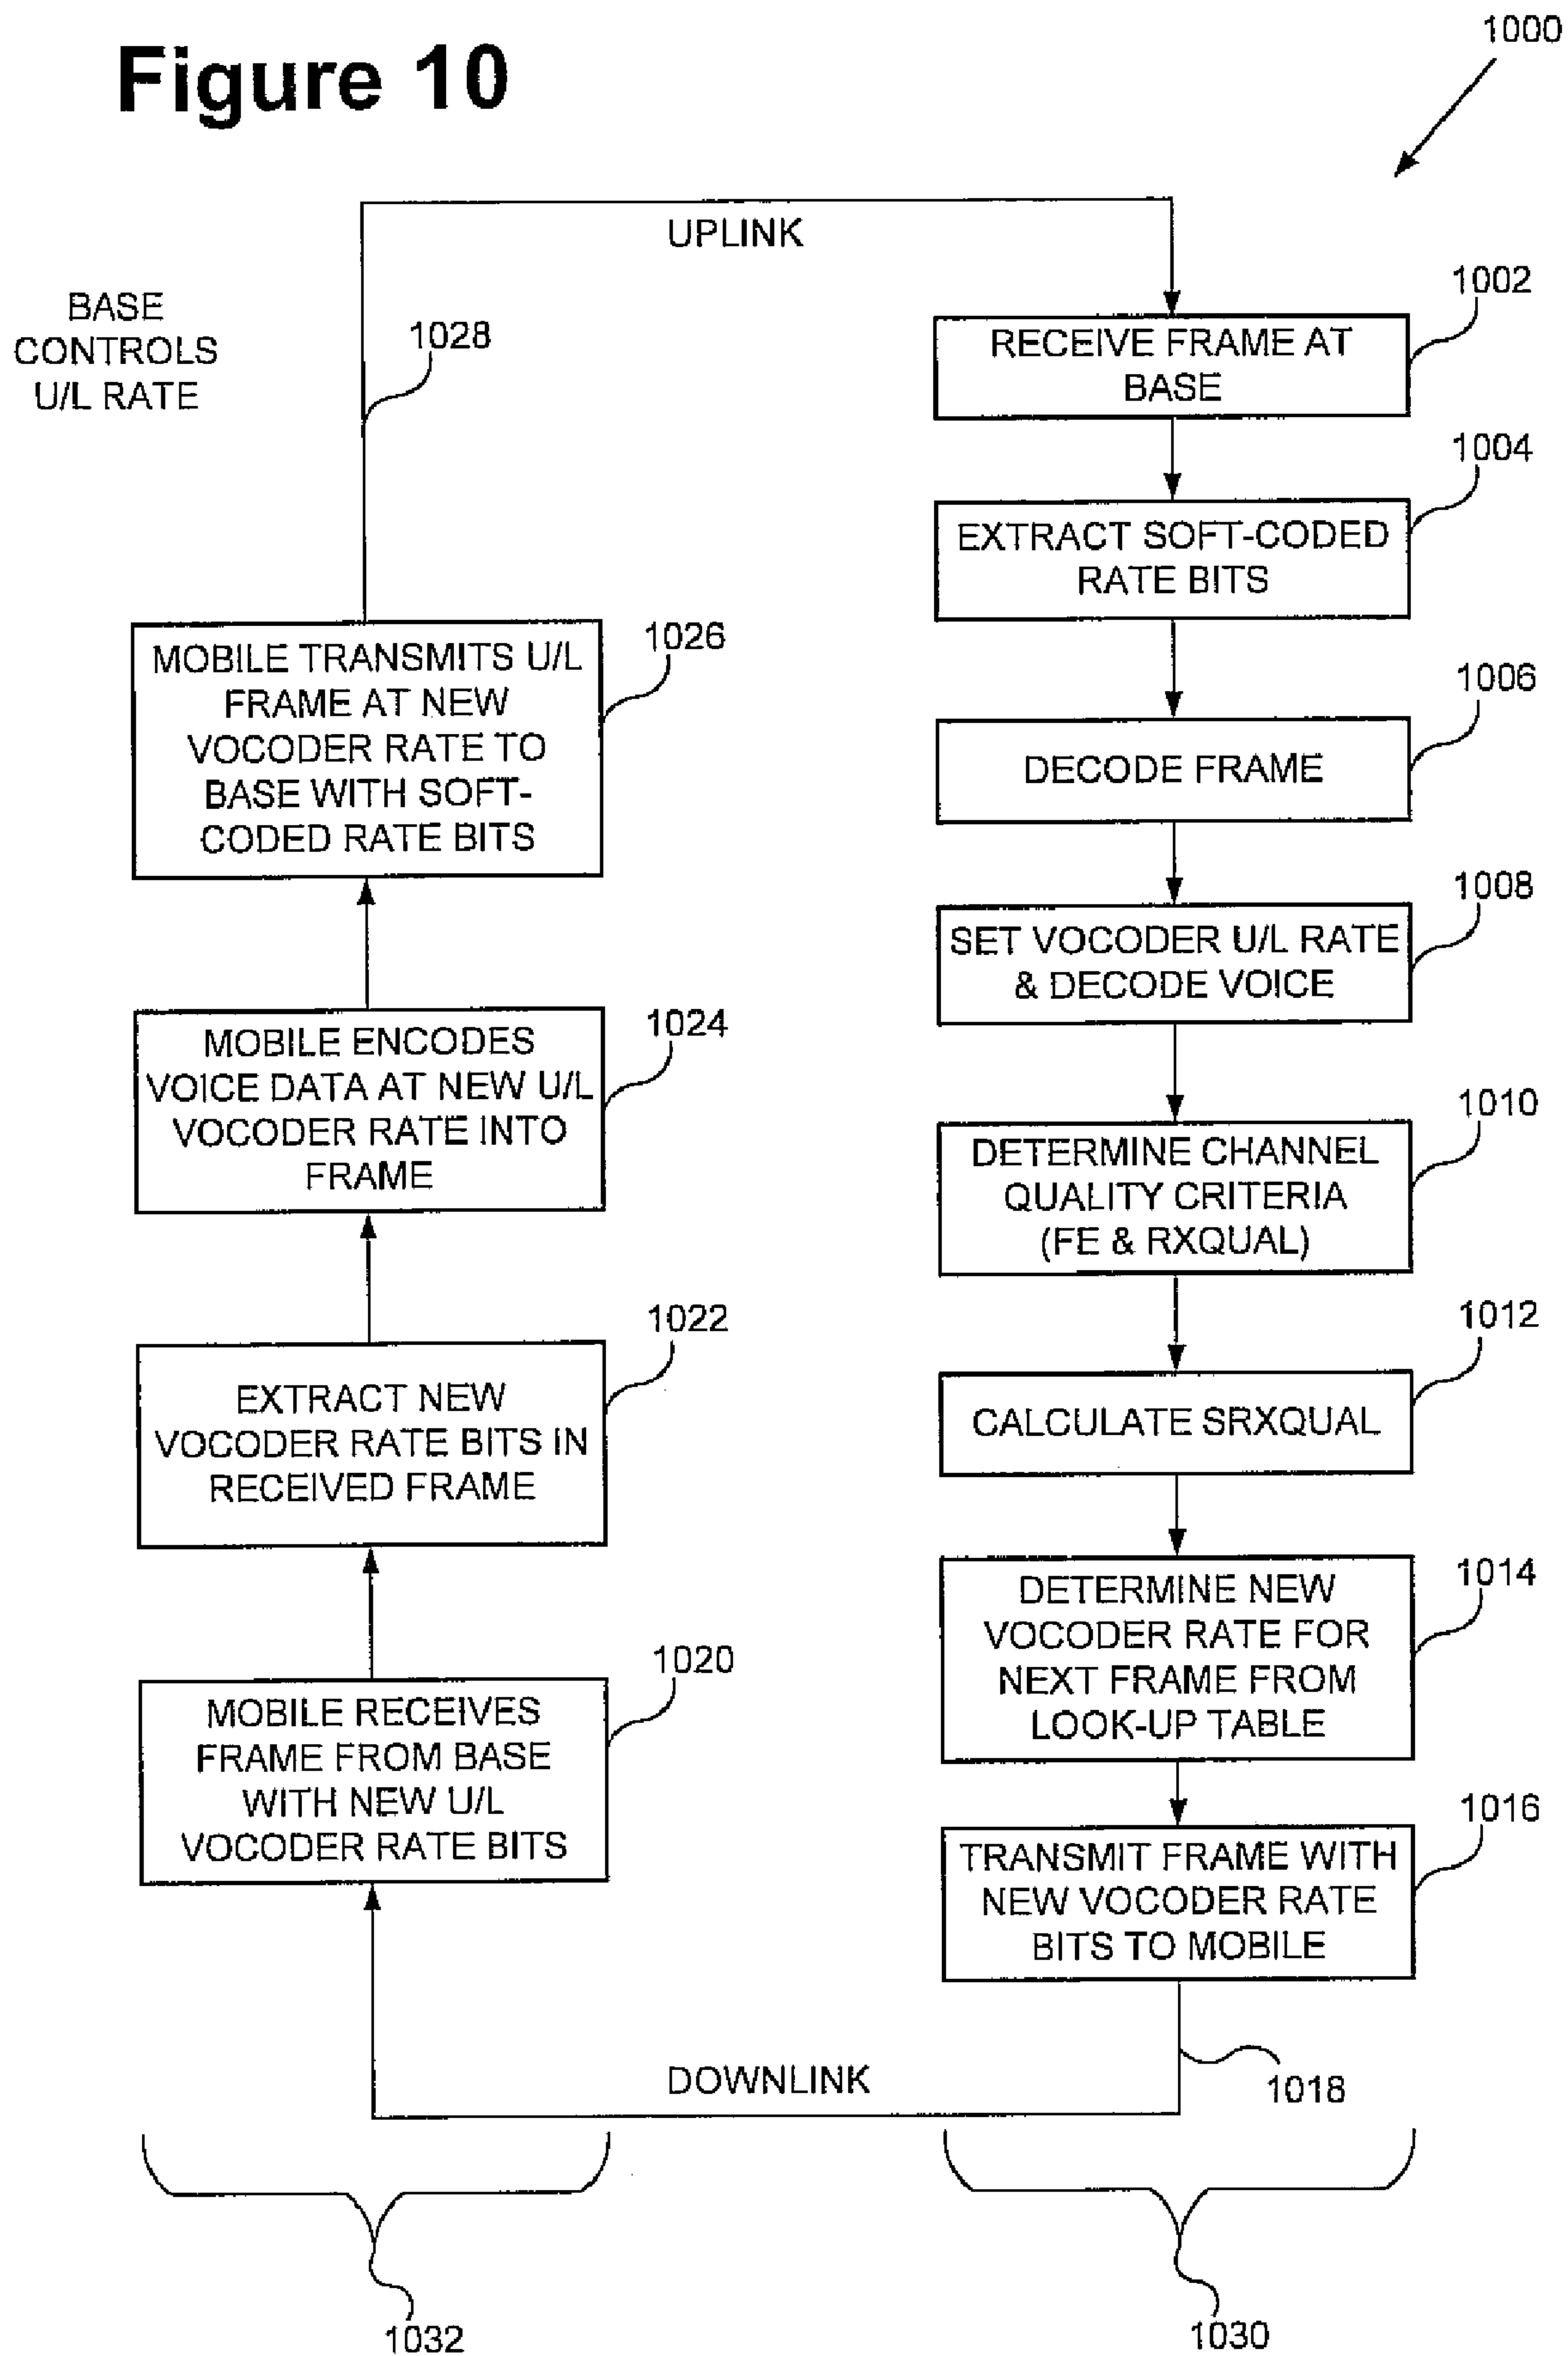 Figure 10
1000
UPLINK
BASE
CONTROLS
U/L RATE
1028
1002
RECEIVE FRAME AT
BASE
1004
EXTRACT SOFT-CODED
RATE BITS
1006
DECODE FRAME
1008
SET VOCODER U/L RATE
& DECODE VOICE
1010
DETERMINE CHANNEL
QUALITY CRITERIA
(FE & RXQUAL)
1012
CALCULATE SRXQUAL
1014
DETERMINE NEW
VOCODER RATE FOR
NEXT FRAME FROM
LOOK-UP TABLE
1016
TRANSMIT FRAME WITH
NEW VOCODER RATE
BITS TO MOBILE
1018
DOWNLINK
1020
MOBILE RECEIVES
FRAME FROM BASE
WITH NEW U/L
VOCODER RATE BITS
1022
EXTRACT NEW
VOCODER RATE BITS IN
RECEIVED FRAME
1024
MOBILE ENCODES
VOICE DATA AT NEW U/L
VOCODER RATE INTO
FRAME
1026
MOBILE TRANSMITS U/L
FRAME AT NEW
VOCODER RATE TO
BASE WITH SOFT-
CODED RATE BITS
1032
1030